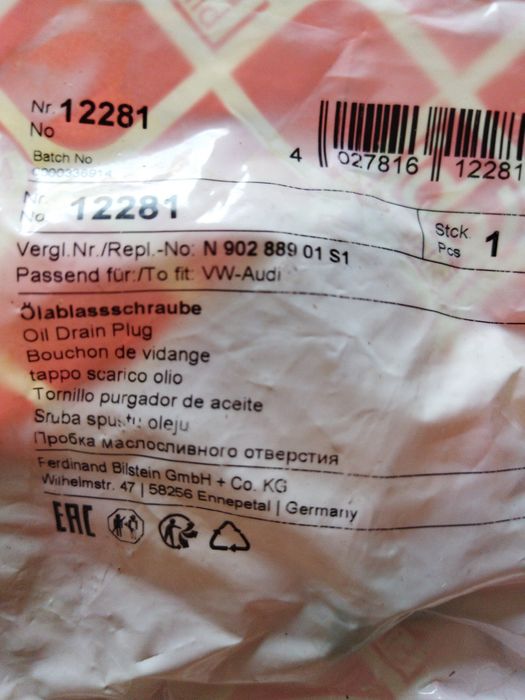 Nr. 12281
No
4 027816 12281
Batch No
0000336914
Nr. 12281
No
Vergl.Nr./Repl.-No: N 902 889 01 S1
Stck. 1
Pcs
Passend für:/To fit: VW-Audi
Ölablassschraube
Oil Drain Plug
Bouchon de vidange
tappo scarico olio
Tornillo purgador de aceite
Śruba spustu oleju
Пробка маслосливного отверстия
Ferdinand Bilstein GmbH + Co. KG
Wilhelmstr. 47 | 58256 Ennepetal | Germany
EAC